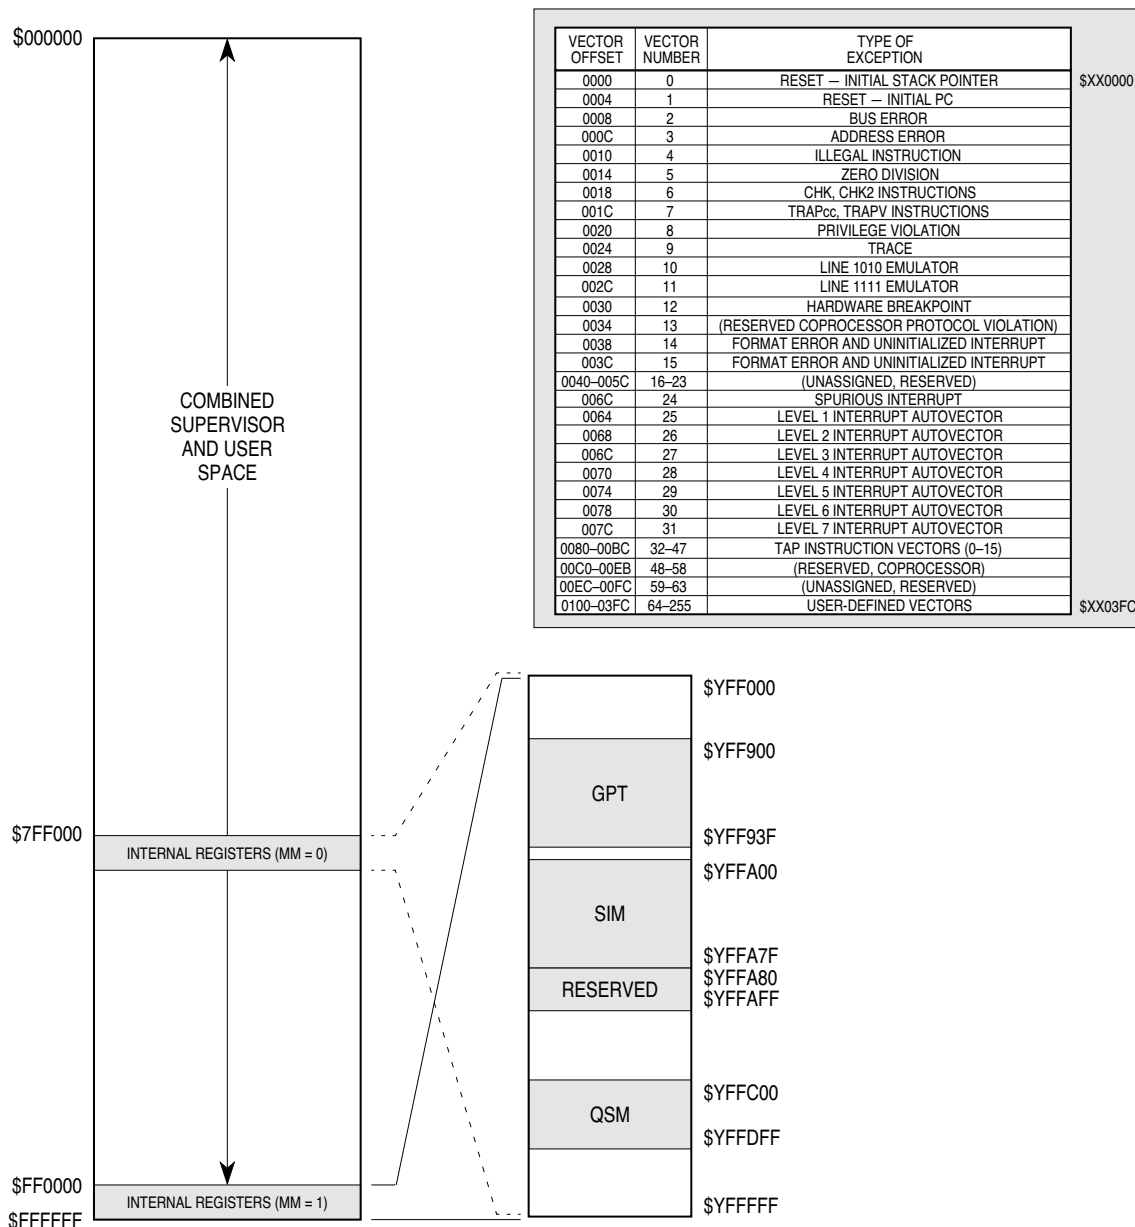 $000000
COMBINED
SUPERVISOR
AND USER
SPACE
$7FF000
INTERNAL REGISTERS (MM = 0)
$FF0000
INTERNAL REGISTERS (MM = 1)
$FFFFFF
VECTOR OFFSET VECTOR NUMBER TYPE OF EXCEPTION
0000 0 RESET — INITIAL STACK POINTER $XX0000
0004 1 RESET — INITIAL PC
0008 2 BUS ERROR
000C 3 ADDRESS ERROR
0010 4 ILLEGAL INSTRUCTION
0014 5 ZERO DIVISION
0018 6 CHK, CHK2 INSTRUCTIONS
001C 7 TRAPcc, TRAPV INSTRUCTIONS
0020 8 PRIVILEGE VIOLATION
0024 9 TRACE
0028 10 LINE 1010 EMULATOR
002C 11 LINE 1111 EMULATOR
0030 12 HARDWARE BREAKPOINT
0034 13 (RESERVED COPROCESSOR PROTOCOL VIOLATION)
0038 14 FORMAT ERROR AND UNINITIALIZED INTERRUPT
003C 15 FORMAT ERROR AND UNINITIALIZED INTERRUPT
0040–005C 16–23 (UNASSIGNED, RESERVED)
006C 24 SPURIOUS INTERRUPT
0064 25 LEVEL 1 INTERRUPT AUTOVECTOR
0068 26 LEVEL 2 INTERRUPT AUTOVECTOR
006C 27 LEVEL 3 INTERRUPT AUTOVECTOR
0070 28 LEVEL 4 INTERRUPT AUTOVECTOR
0074 29 LEVEL 5 INTERRUPT AUTOVECTOR
0078 30 LEVEL 6 INTERRUPT AUTOVECTOR
007C 31 LEVEL 7 INTERRUPT AUTOVECTOR
0080–00BC 32–47 TAP INSTRUCTION VECTORS (0–15)
00C0–00EB 48–58 (RESERVED, COPROCESSOR)
00EC–00FC 59–63 (UNASSIGNED, RESERVED)
0100–03FC 64–255 USER-DEFINED VECTORS $XX03FC
$YFF000
$YFF900
GPT
$YFF93F
$YFFA00
SIM
$YFFA7F
$YFFA80
RESERVED
$YFFAFF
$YFFC00
QSM
$YFFDFF
$YFFFFF